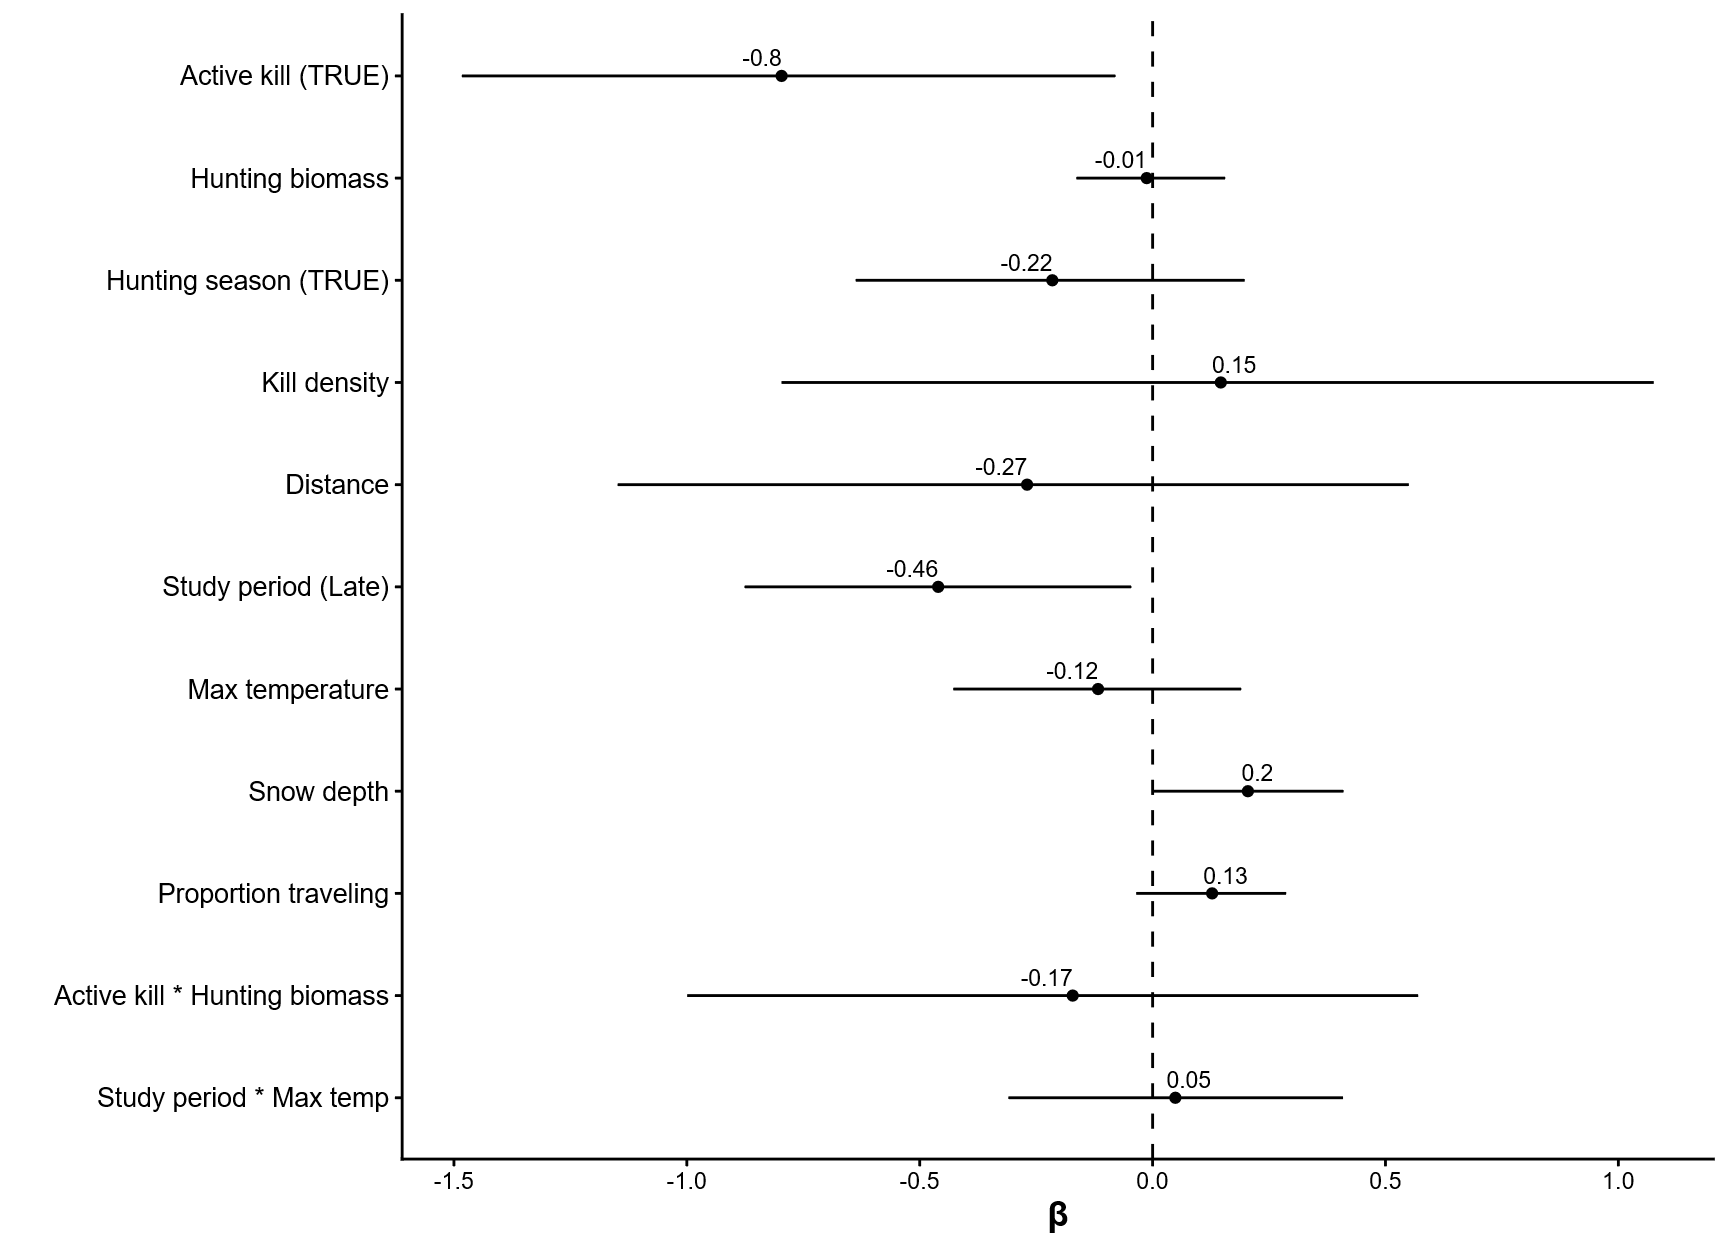 -0.8
Active kill (TRUE)
-0.01
Hunting biomass
-0.22
Hunting season (TRUE)
0.15
Kill density
-0.27
Distance
-0.46
Study period (Late)
-0.12
Max temperature
0.2
Snow depth
0.13
Proportion traveling
-0.17
Active kill * Hunting biomass
0.05
Study period * Max temp
-1.5 -1.0 -0.5 0.0 0.5 1.0
β